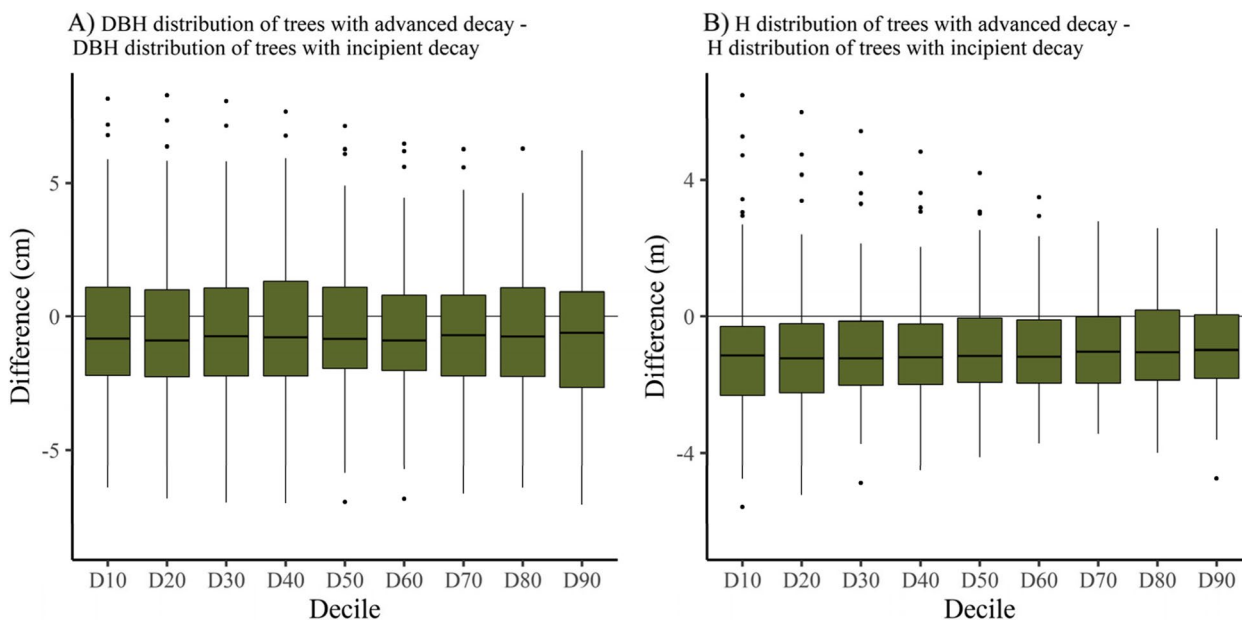 A) DBH distribution of trees with advanced decay -
DBH distribution of trees with incipient decay
Difference (cm)
5
0
-5
D10 D20 D30 D40 D50 D60 D70 D80 D90
Decile
B) H distribution of trees with advanced decay -
H distribution of trees with incipient decay
Difference (m)
4
0
-4
D10 D20 D30 D40 D50 D60 D70 D80 D90
Decile